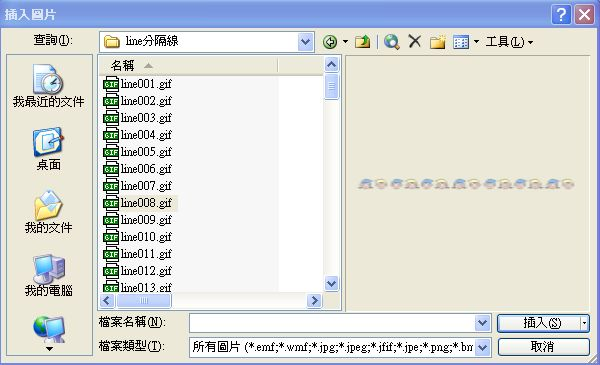 插入圖片
查詢(I):
line分隔線
工具(L)
我最近的文件
桌面
我的文件
我的電腦
名稱
line001.gif
line002.gif
line003.gif
line004.gif
line005.gif
line006.gif
line007.gif
line008.gif
line009.gif
line010.gif
line011.gif
line012.gif
line013.gif
檔案名稱(N):
插入(S)
檔案類型(T):
所有圖片 (*.emf;*.wmf;*.jpg;*.jpeg;*.jfif;*.jpe;*.png;*.bm
取消